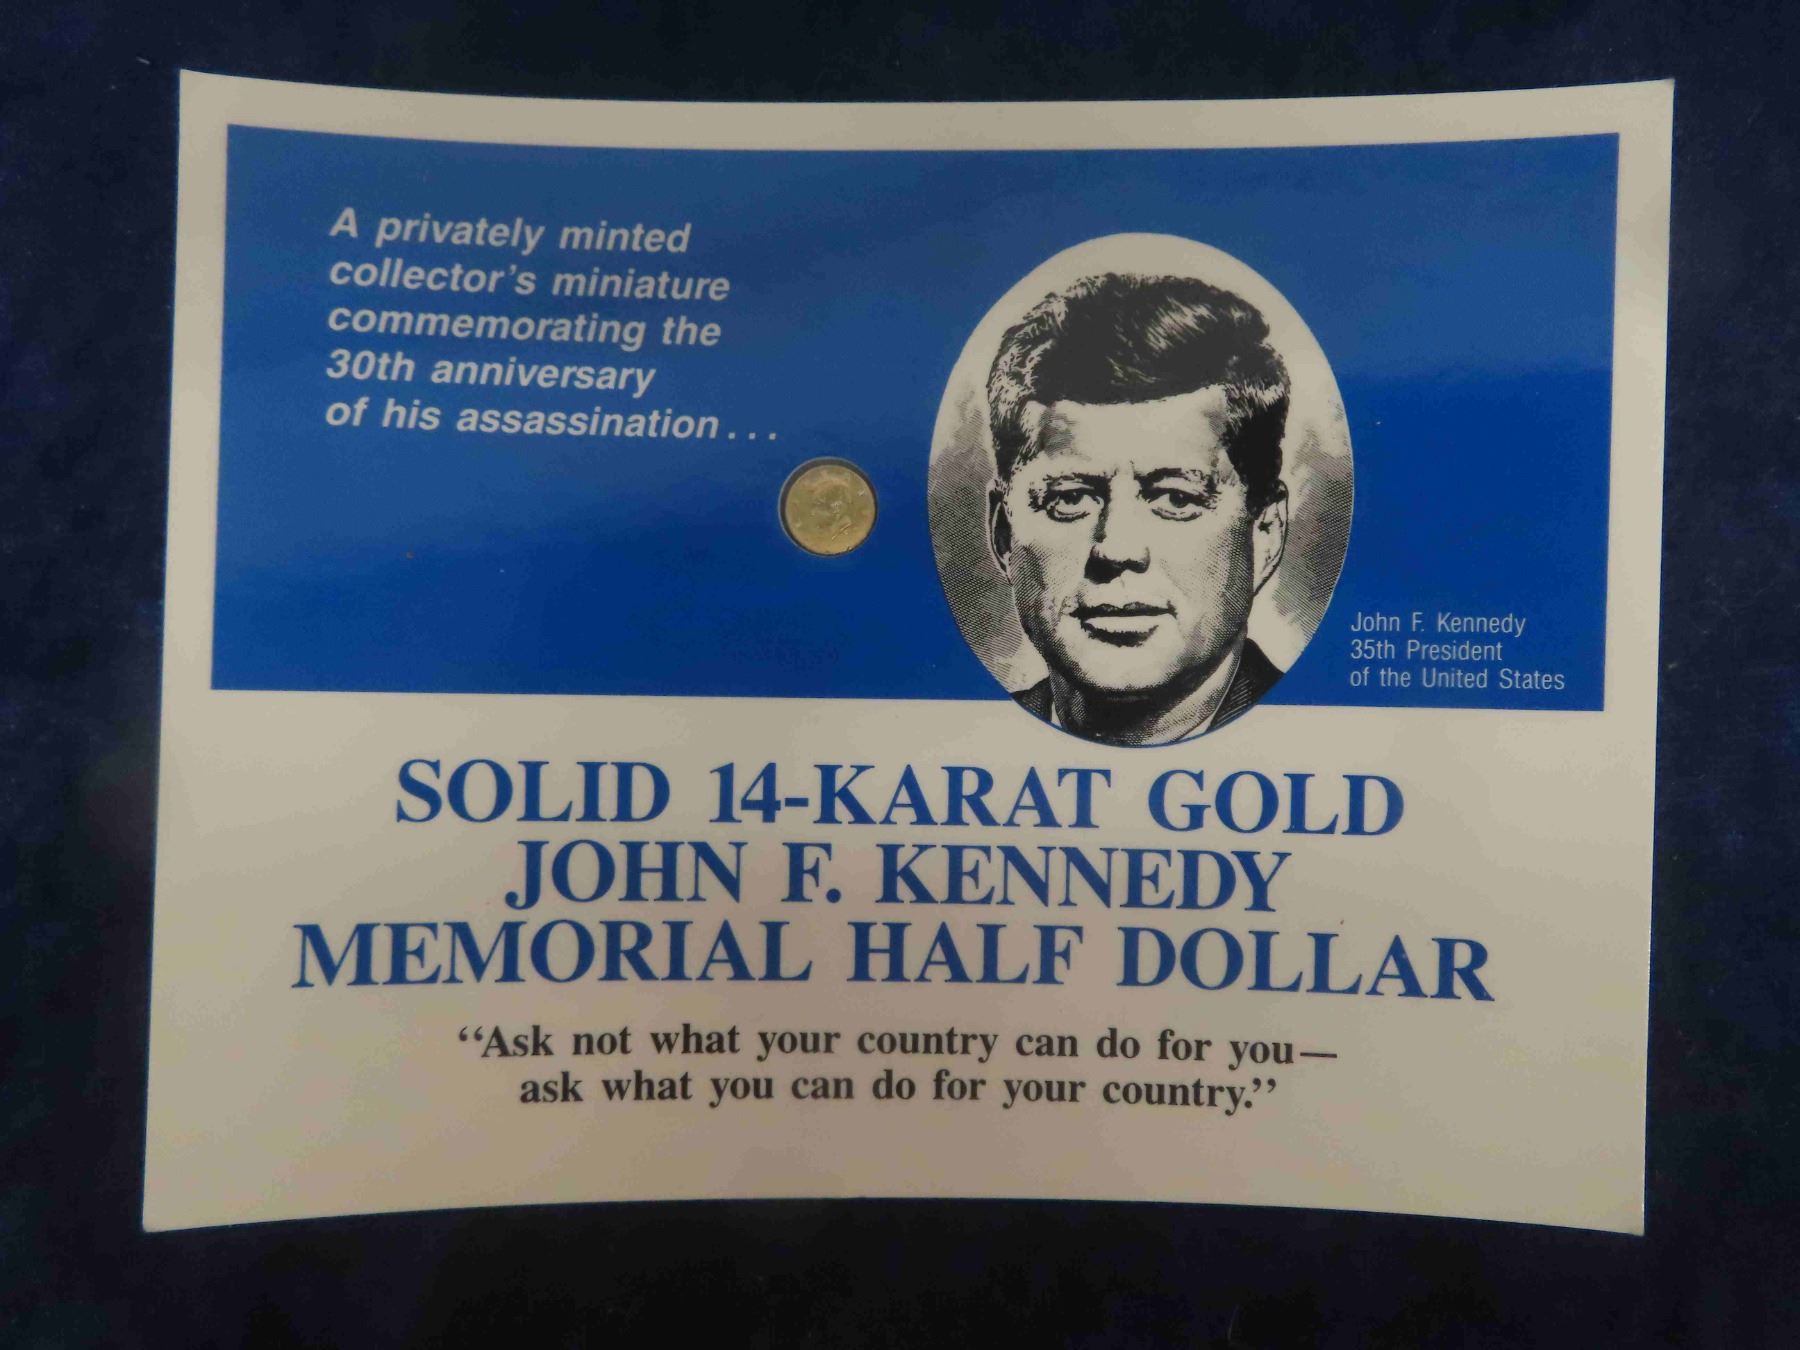 A privately minted
collector's miniature
commemorating the
30th anniversary
of his assassination...
John F. Kennedy
35th President
of the United States
SOLID 14-KARAT GOLD
JOHN F. KENNEDY
MEMORIAL HALF DOLLAR
“Ask not what your country can do for you—
ask what you can do for your country.”